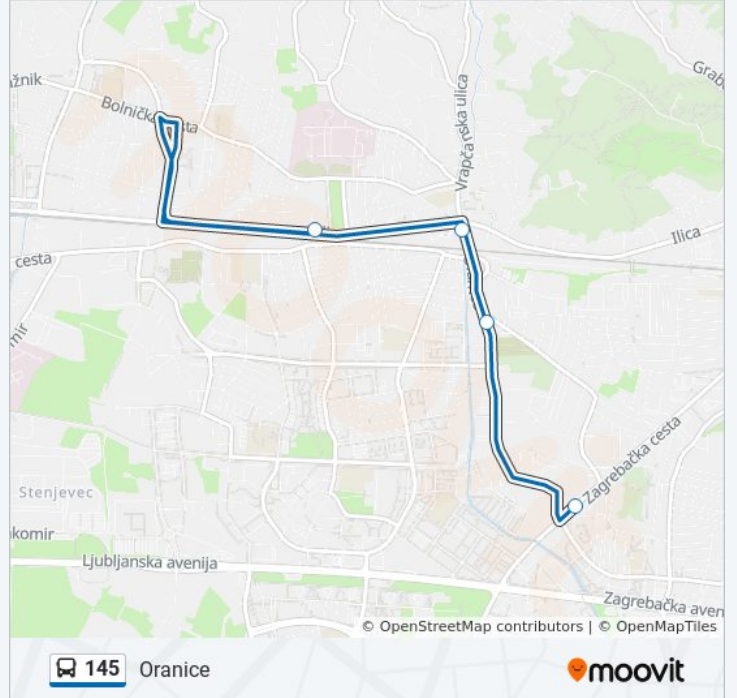 Grab
ažnik
Bolnička cesta
Vrapčanska ulica
Ilica
cesta
mir
Zagrebačka cesta
Stenjevec
komir
Ljubljanska avenija
Zagrebačka aven
© OpenStreetMap contributors | © OpenMapTiles
145 Oranice
moovit